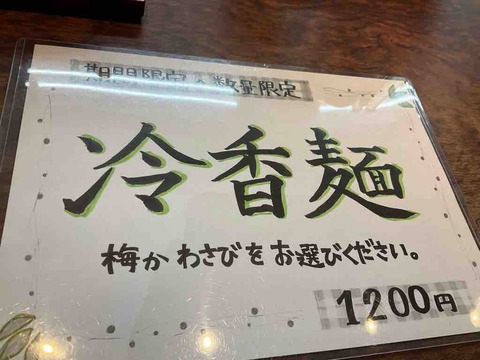 期間限定、数量限定
冷香麺
梅かわさびをお選びください。
1200円